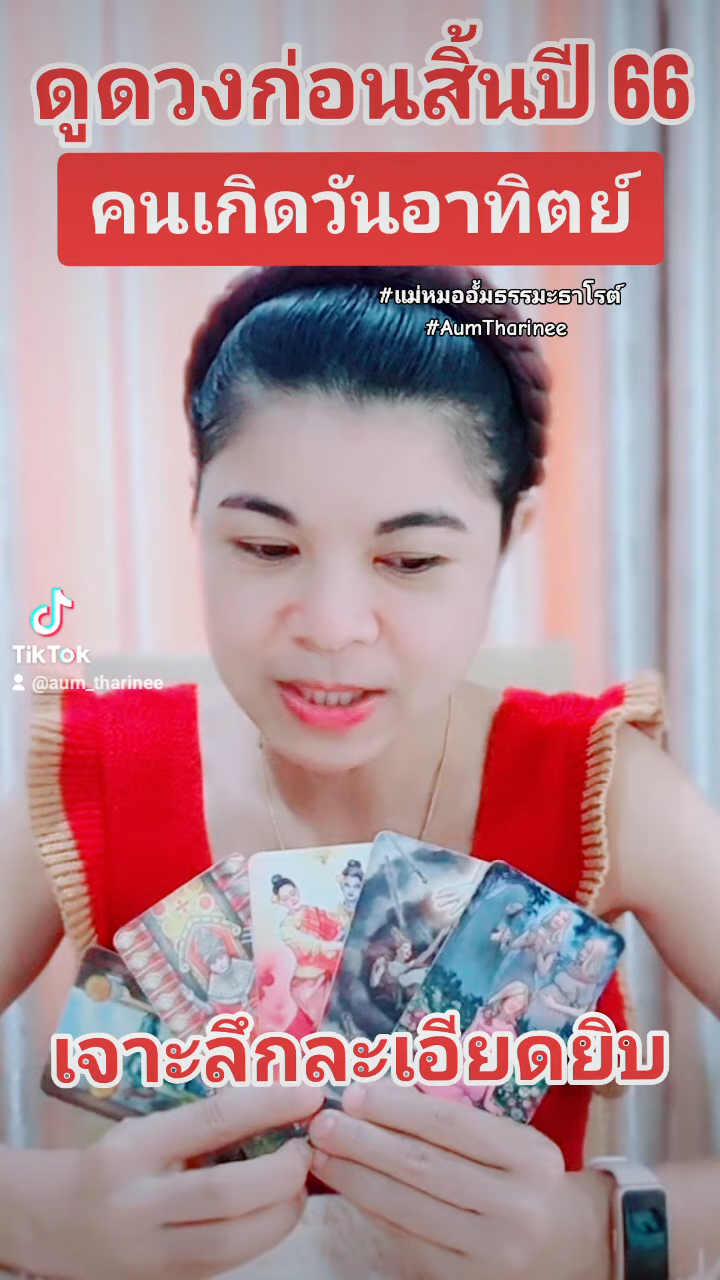 ดูดวงก่อนสิ้นปี 66
คนเกิดวันอาทิตย์
#แม่หมออั้มธรรมะธาโรต์
#AumTharinee
TikTok
@aum_tharinee
เจาะลึกละเอียดยิบ